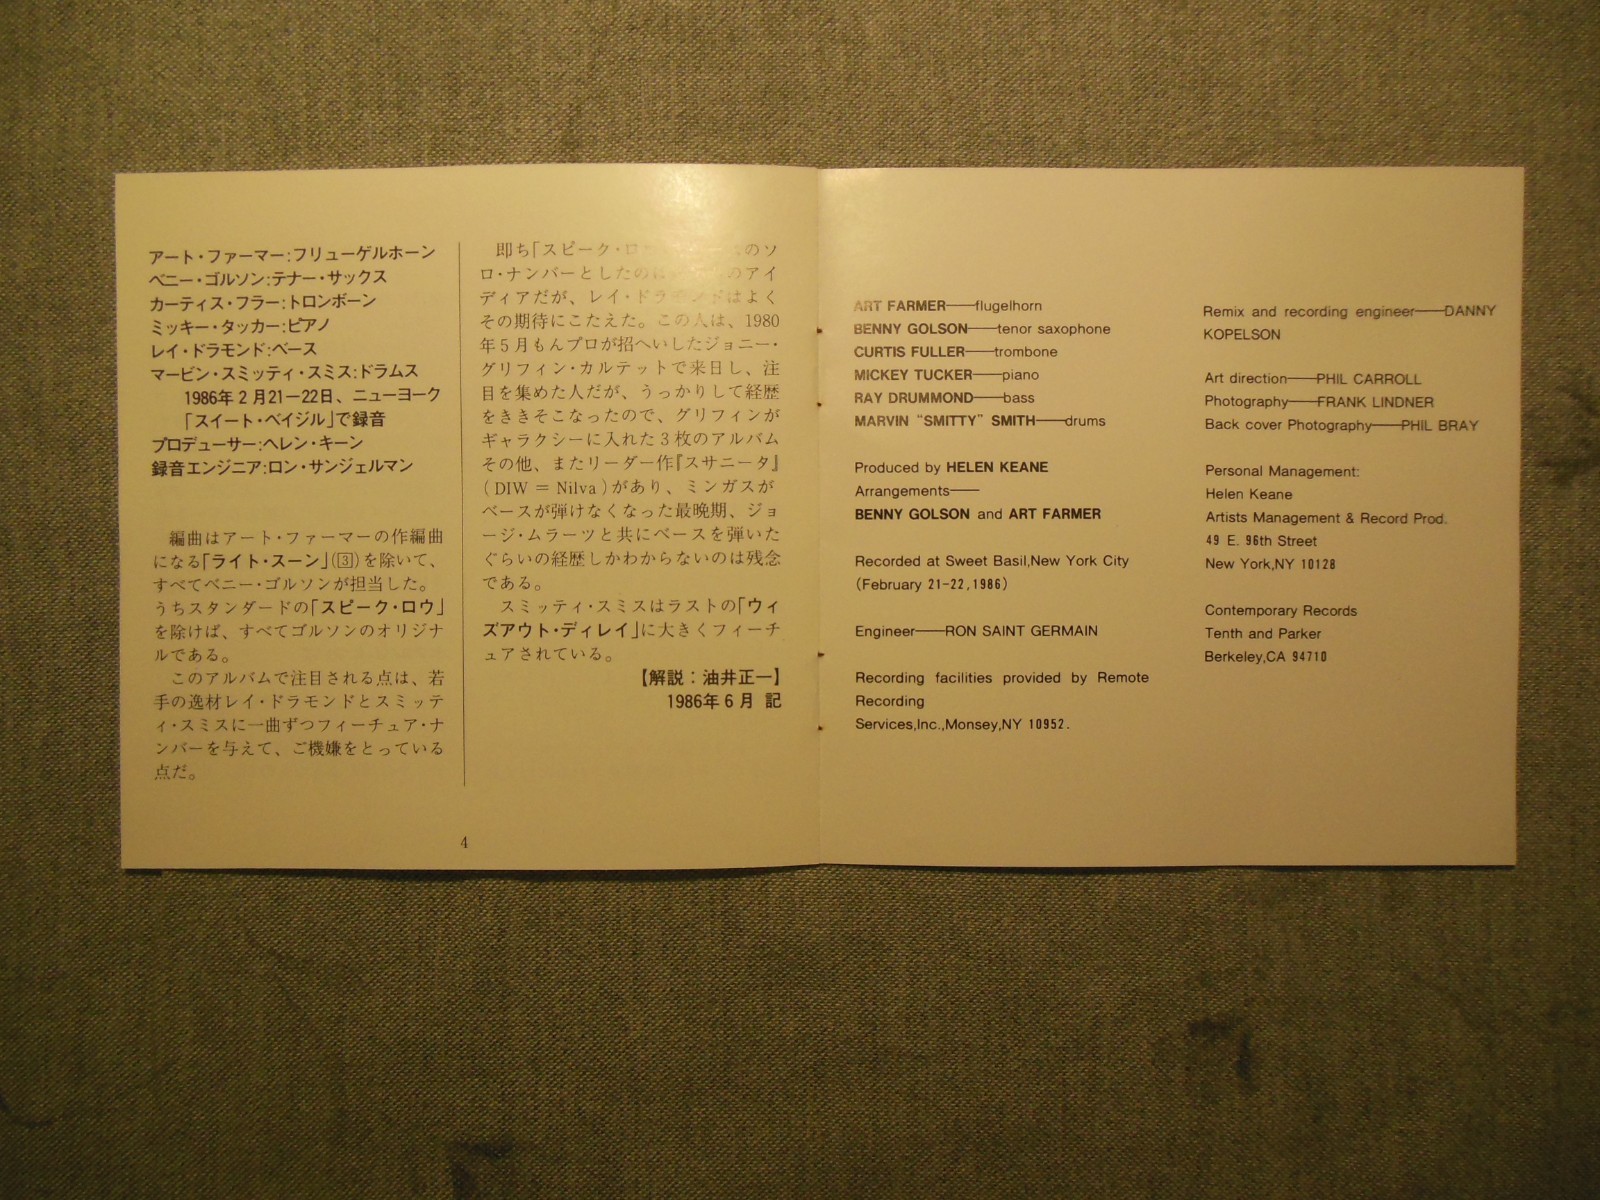 アート・ファーマー:フリューゲルホーン
ベニー・ゴルソン:テナー・サックス
カーティス・フラー:トロンボーン
ミッキー・タッカー:ピアノ
レイ・ドラモンド:ベース
マービン・スミッティ・スミス:ドラムス
1986年2月21―22日、ニューヨーク
「スイート・ベイジル」で録音
プロデューサー:ヘレン・キーン
録音エンジニア:ロン・サンジェルマン
編曲はアート・ファーマーの作編曲
になる「ライト・スーン」(3)を除いて、
すべてベニー・ゴルソンが担当した。
うちスタンダードの「スピーク・ロウ」
を除けば、すべてゴルソンのオリジナ
ルである。
このアルバムで注目される点は、若
手の逸材レイ・ドラモンドとスミッテ
ィ・スミスに一曲ずつフィーチュア・ナ
ンバーを与えて、ご機嫌をとっている
点だ。
即ち「スピーク・ロのソ
ロ・ナンバーとしたのはのアイ
ディアだが、レイ・ドラモンドはよく
その期待にこたえた。この人は、1980
年5月もんプロが招へいしたジョニー・
グリフィン・カルテットで来日し、注
目を集めた人だが、うっかりして経歴
をききそこなったので、グリフィンが
ギャラクシーに入れた3枚のアルバム
その他、またリーダー作『スサニータ』
(DIW = Nilva)があり、ミンガスが
ベースが弾けなくなった最晩期、ジョ
ージ・ムラーツと共にベースを弾いた
ぐらいの経歴しかわからないのは残念
である。
スミッティ・スミスはラストの「ウィ
ズアウト・ディレイ」に大きくフィーチ
ュアされている。
【解説：油井正一】
1986年6月 記
4
ART FARMER――flugelhorn
BENNY GOLSON――tenor saxophone
CURTIS FULLER――trombone
MICKEY TUCKER――piano
RAY DRUMMOND――bass
MARVIN "SMITTY" SMITH――drums
Produced by HELEN KEANE
Arrangements――
BENNY GOLSON and ART FARMER
Recorded at Sweet Basil,New York City
(February 21-22,1986)
Engineer――RON SAINT GERMAIN
Recording facilities provided by Remote
Recording
Services,Inc.,Monsey,NY 10952.
Remix and recording engineer――DANNY
KOPELSON
Art direction――PHIL CARROLL
Photography――FRANK LINDNER
Back cover Photography――PHIL BRAY
Personal Management:
Helen Keane
Artists Management & Record Prod.
49 E. 96th Street
New York,NY 10128
Contemporary Records
Tenth and Parker
Berkeley,CA 94710